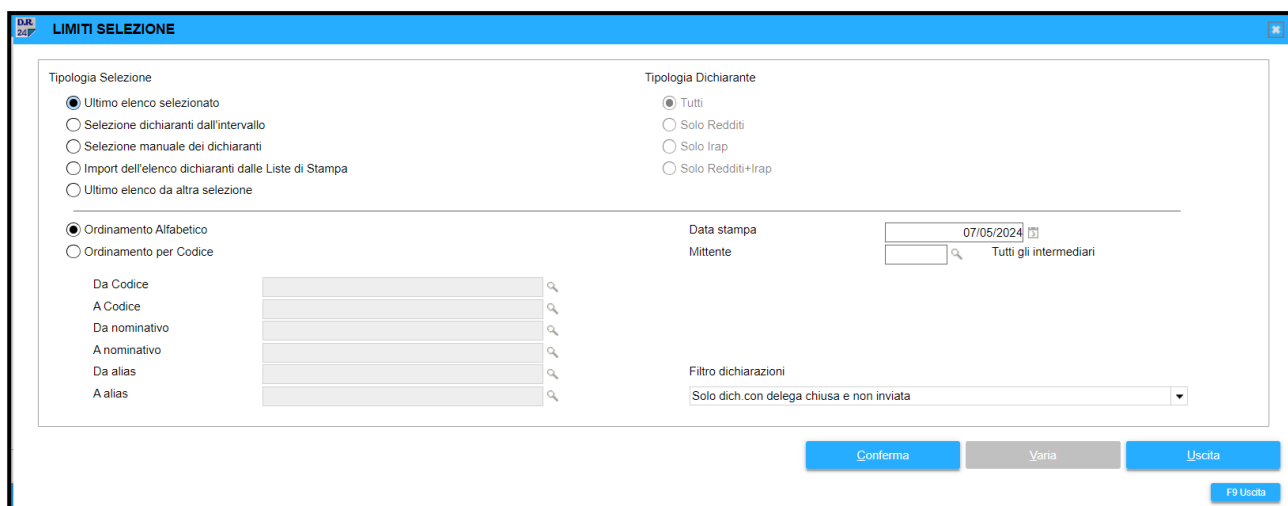 D.R.
24
LIMITI SELEZIONE
Tipologia Selezione
Ultimo elenco selezionato
Selezione dichiaranti dall'intervallo
Selezione manuale dei dichiaranti
Import dell'elenco dichiaranti dalle Liste di Stampa
Ultimo elenco da altra selezione
Tipologia Dichiarante
Tutti
Solo Redditi
Solo Irap
Solo Redditi+Irap
Ordinamento Alfabetico
Ordinamento per Codice
Data stampa 07/05/2024
Mittente Tutti gli intermediari
Da Codice
A Codice
Da nominativo
A nominativo
Da alias
A alias
Filtro dichiarazioni
Solo dich.con delega chiusa e non inviata
Conferma Varia Uscita
F9 Uscita